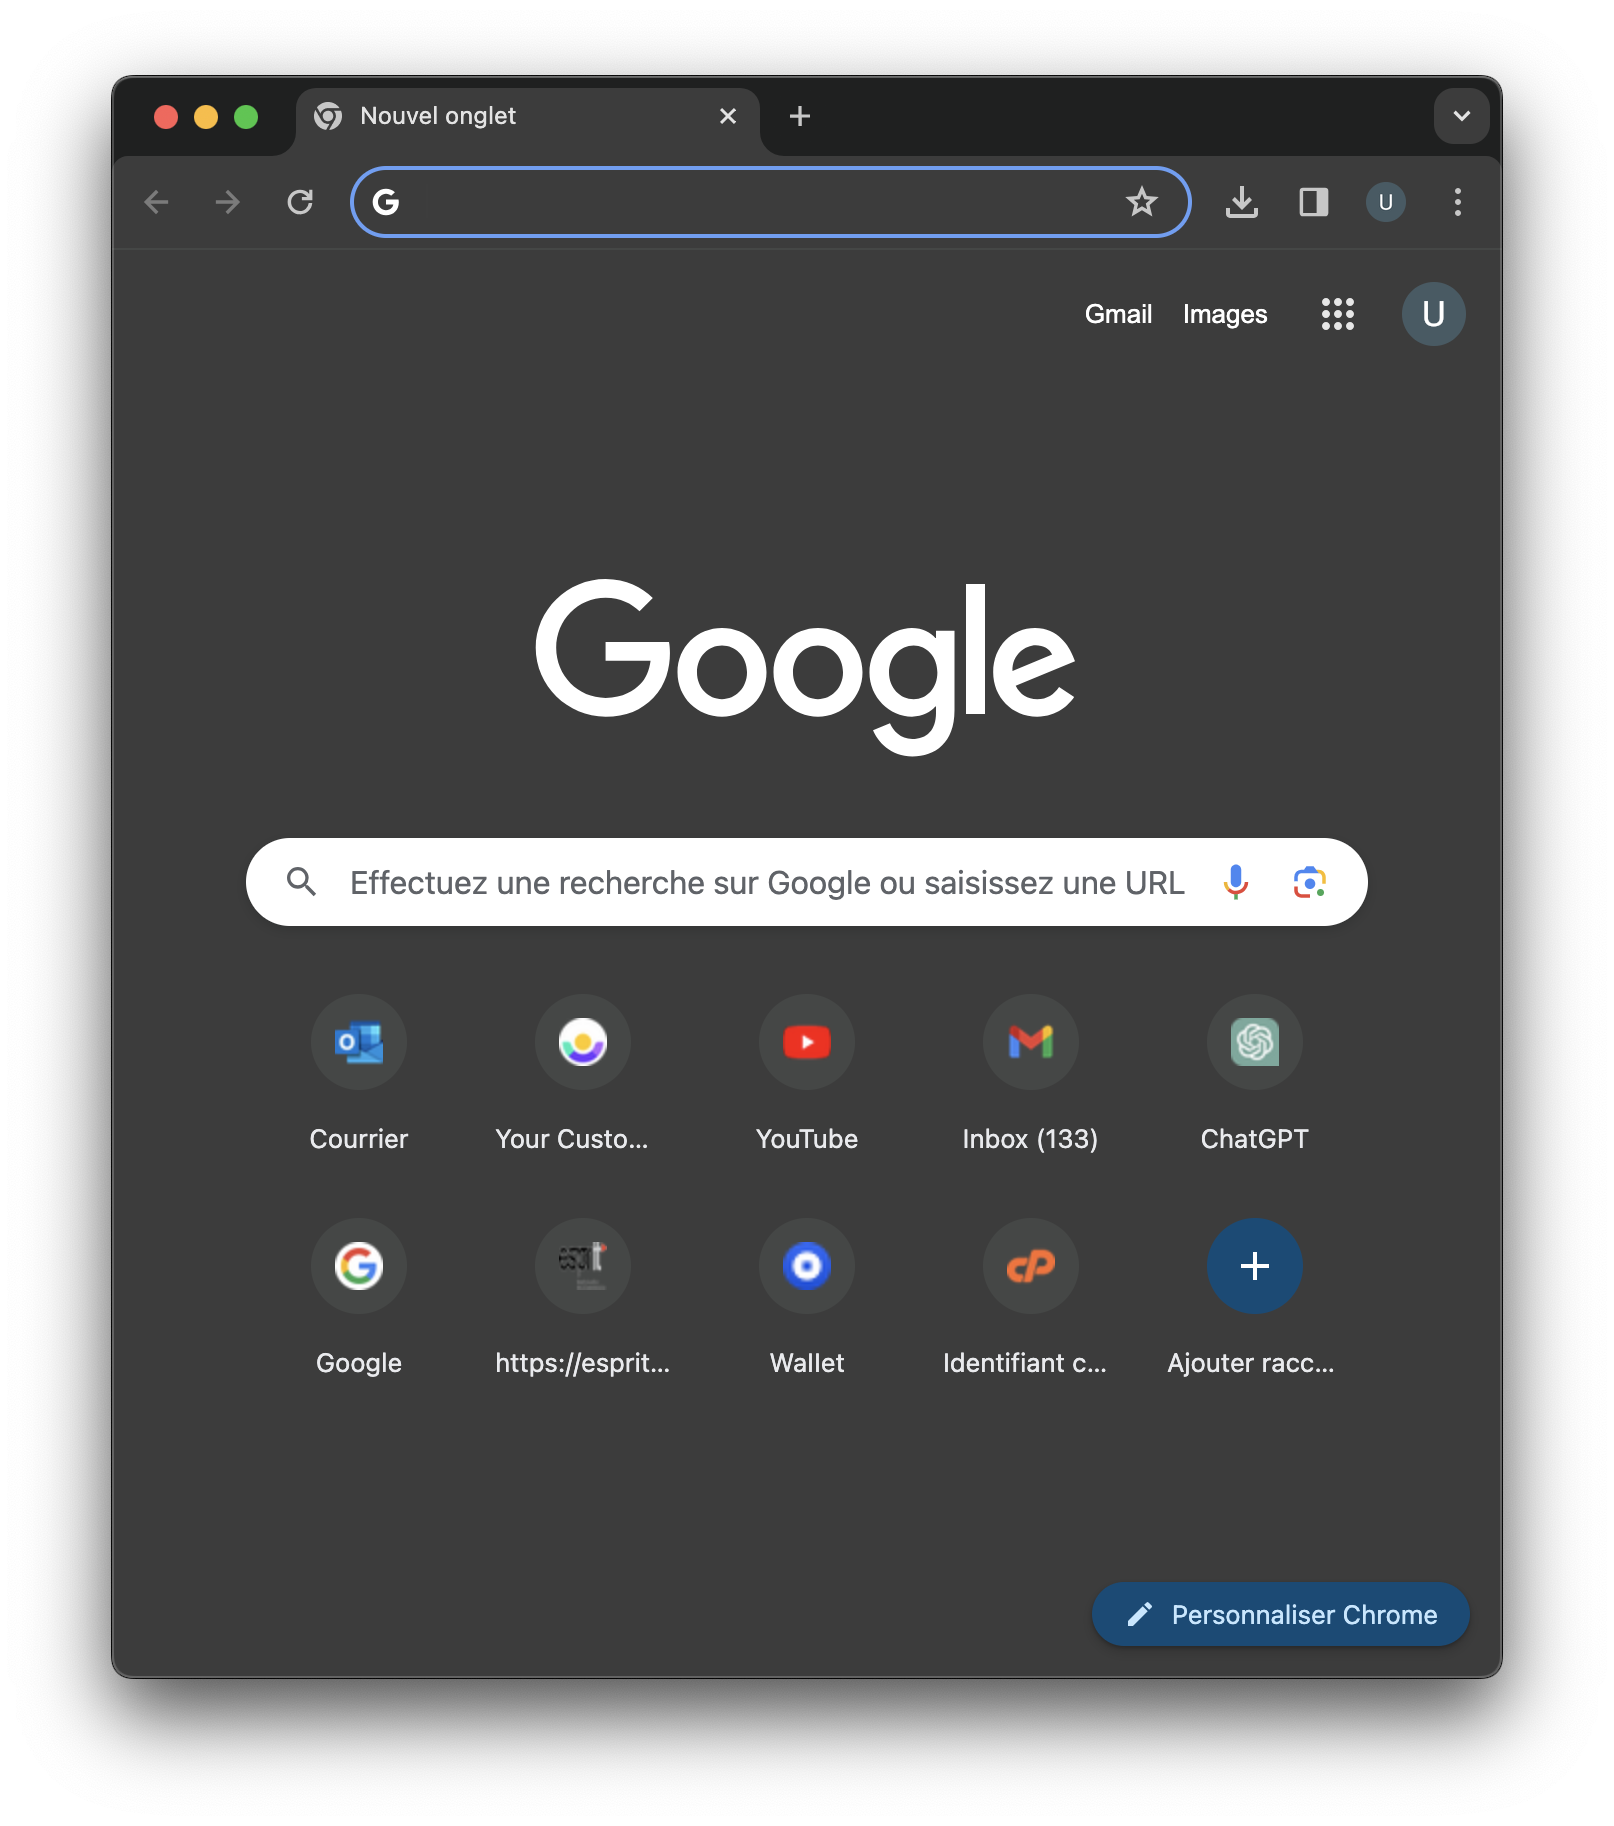 Nouvel onglet
U
Gmail Images U
Google
Effectuez une recherche sur Google ou saisissez une URL
Courrier Your Custo... YouTube Inbox (133) ChatGPT
Google https://esprit... Wallet Identifiant c... Ajouter racc...
Personnaliser Chrome